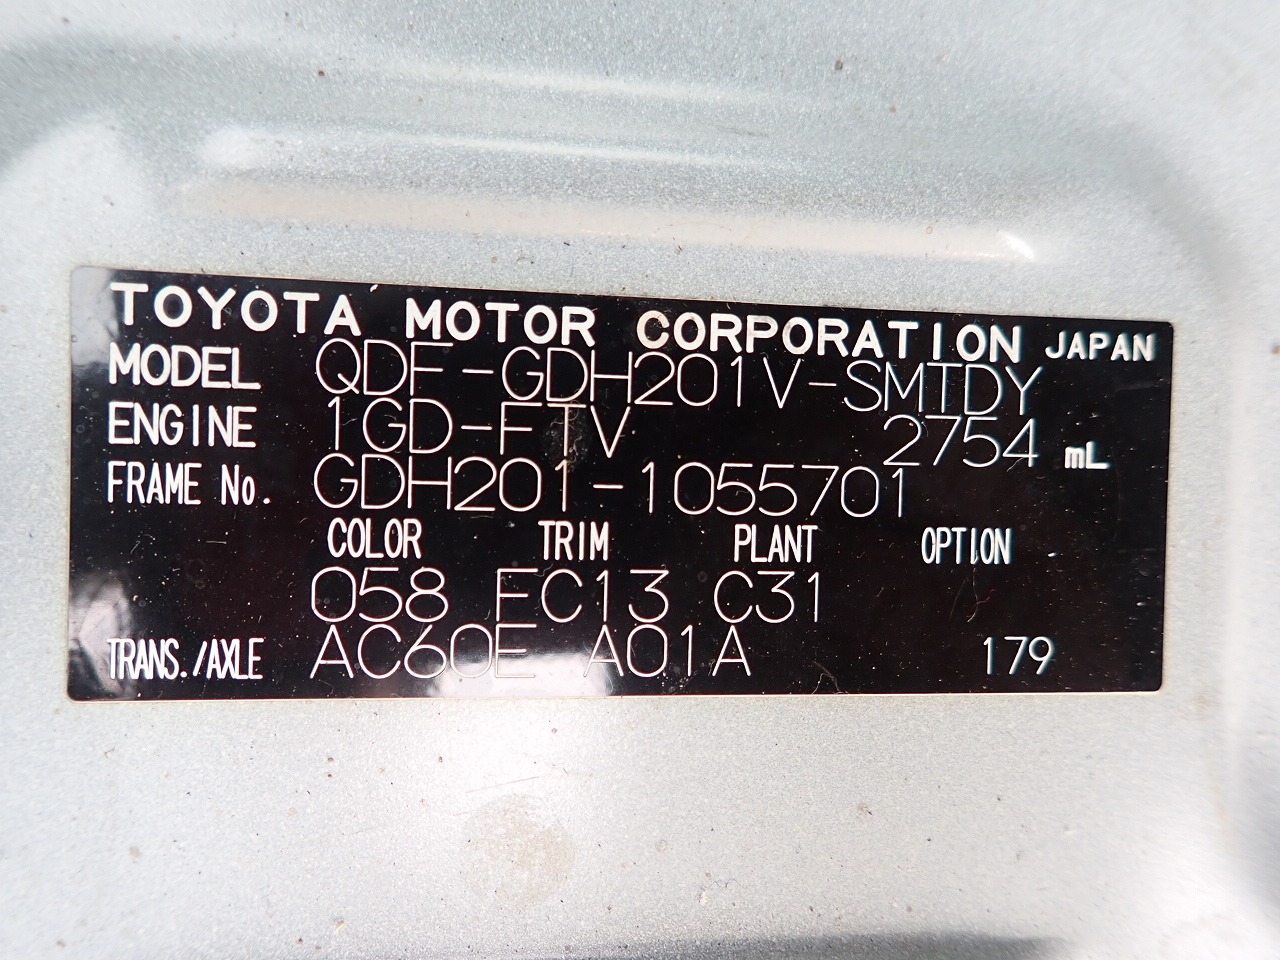 TOYOTA MOTOR CORPORATION JAPAN
MODEL QDF-GDH201V-SMTDY
ENGINE 1GD-FTV 2754 mL
FRAME No. GDH201-1055701
COLOR TRIM PLANT OPTION
058 FC13 C31
TRANS./AXLE AC60E A01A 179